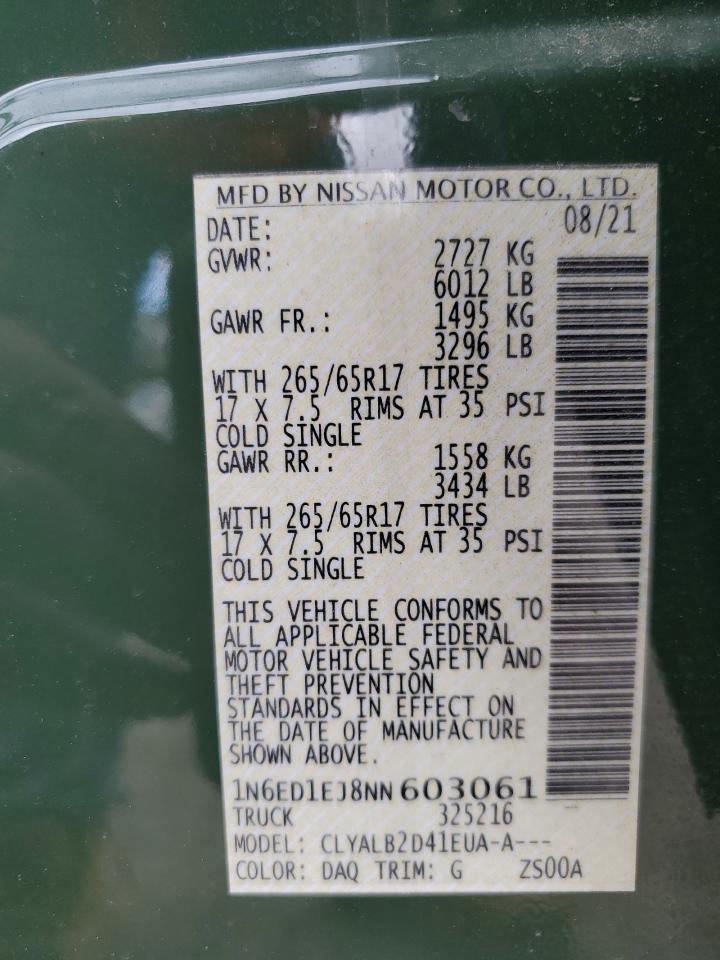 MFD BY NISSAN MOTOR CO., LTD.
DATE: 08/21
GVWR: 2727 KG
6012 LB
GAWR FR.: 1495 KG
3296 LB
WITH 265/65R17 TIRES
17 X 7.5 RIMS AT 35 PSI
COLD SINGLE
GAWR RR.: 1558 KG
3434 LB
WITH 265/65R17 TIRES
17 X 7.5 RIMS AT 35 PSI
COLD SINGLE
THIS VEHICLE CONFORMS TO
ALL APPLICABLE FEDERAL
MOTOR VEHICLE SAFETY AND
THEFT PREVENTION
STANDARDS IN EFFECT ON
THE DATE OF MANUFACTURE
SHOWN ABOVE.
1N6ED1EJ8NN603061
TRUCK 325216
MODEL: CLYALB2D41EUA-A---
COLOR: DAQ TRIM: G ZS00A